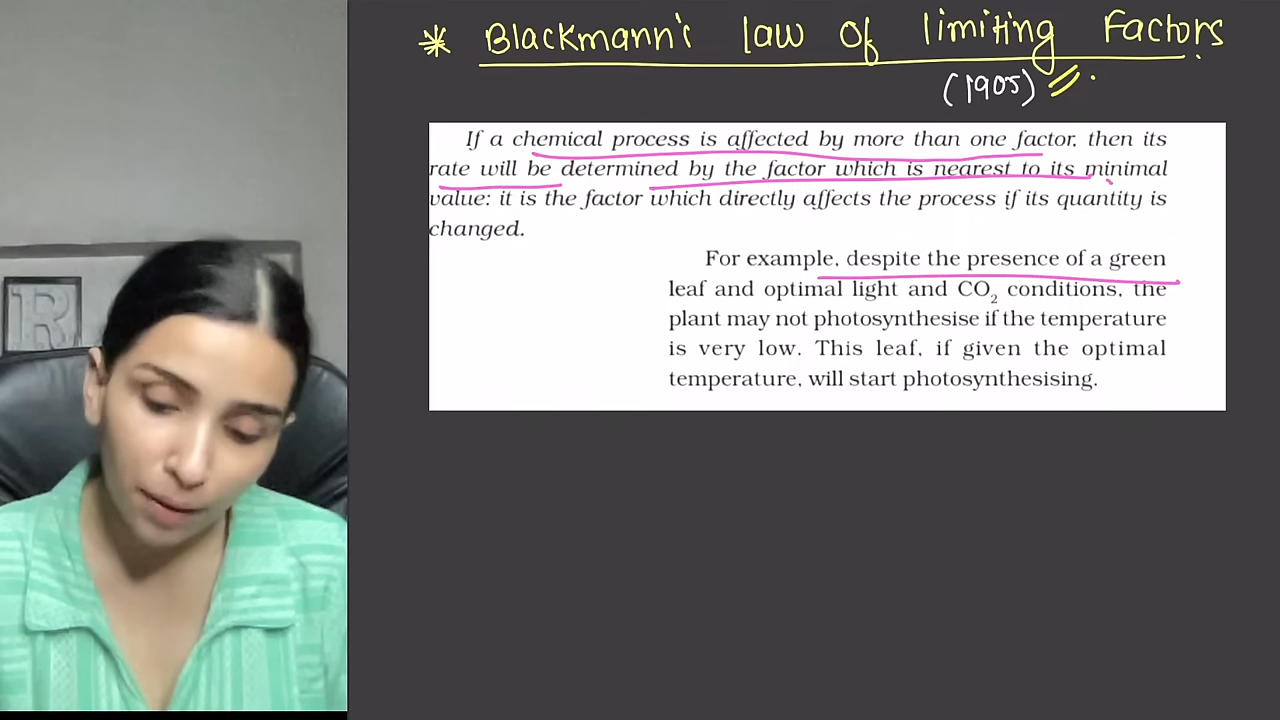 * Blackmann's law of limiting Factors.
(1905)
If a chemical process is affected by more than one factor, then its
rate will be determined by the factor which is nearest to its minimal
value: it is the factor which directly affects the process if its quantity is
changed.
For example, despite the presence of a green
leaf and optimal light and CO₂ conditions, the
plant may not photosynthesise if the temperature
is very low. This leaf, if given the optimal
temperature, will start photosynthesising.
R